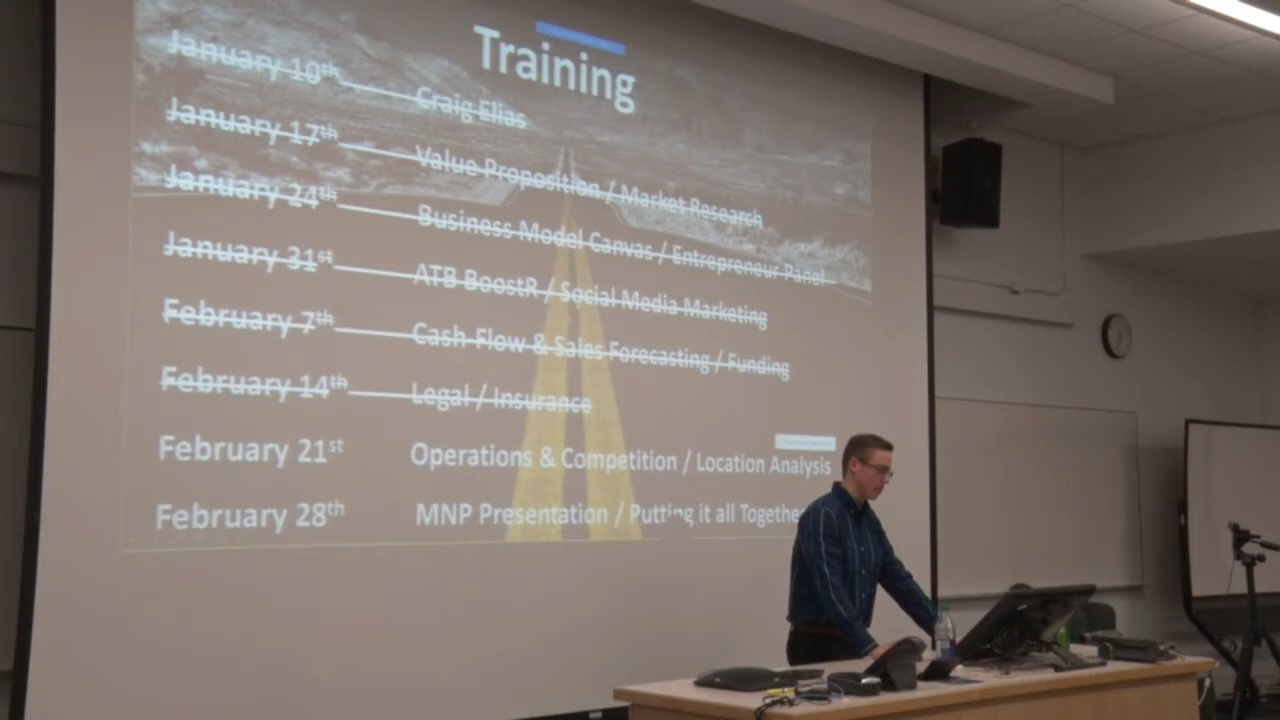 Training
January 10th Craig Elias
January 17th Value Proposition / Market Research
January 24th Business Model Canvas / Entrepreneur Panel
January 31st ATB BoostR / Social Media Marketing
February 7th Cash-Flow & Sales Forecasting / Funding
February 14th Legal / Insurance
February 21st Operations & Competition / Location Analysis
February 28th MNP Presentation / Putting it all